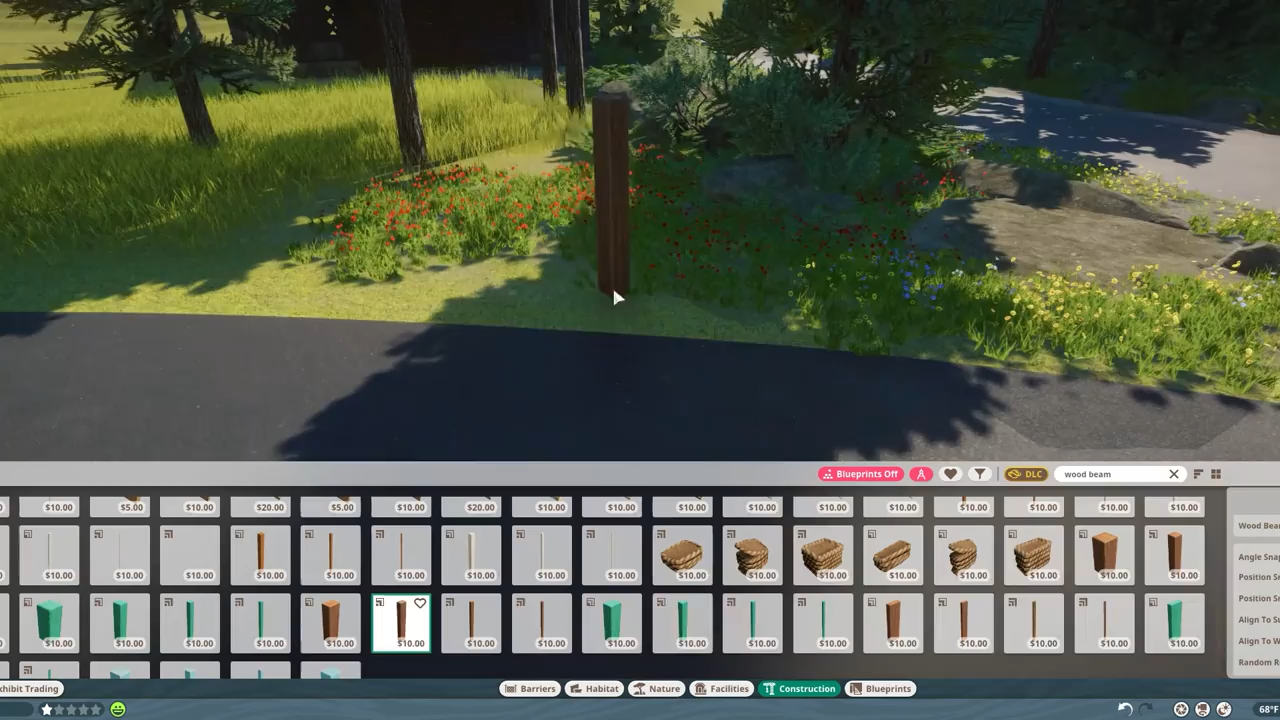 Blueprints Off
DLC
wood beam
$10.00 $5.00 $10.00 $20.00 $5.00 $10.00 $20.00 $10.00 $10.00 $10.00 $10.00 $10.00 $10.00 $10.00 $10.00 $10.00 $10.00
$10.00 $10.00 $10.00 $10.00 $10.00 $10.00 $10.00 $10.00 $10.00 $10.00 $10.00 $10.00 $10.00 $10.00 $10.00 $10.00 $10.00
$10.00 $10.00 $10.00 $10.00 $10.00 $10.00 $10.00 $10.00 $10.00 $10.00 $10.00 $10.00 $10.00 $10.00 $10.00 $10.00 $10.00
Wood Bea
Angle Snap
Position Sn
Position Sn
Align To Su
Align To W
Random Ro
xhibit Trading
Barriers
Habitat
Nature
Facilities
Construction
Blueprints
68°F